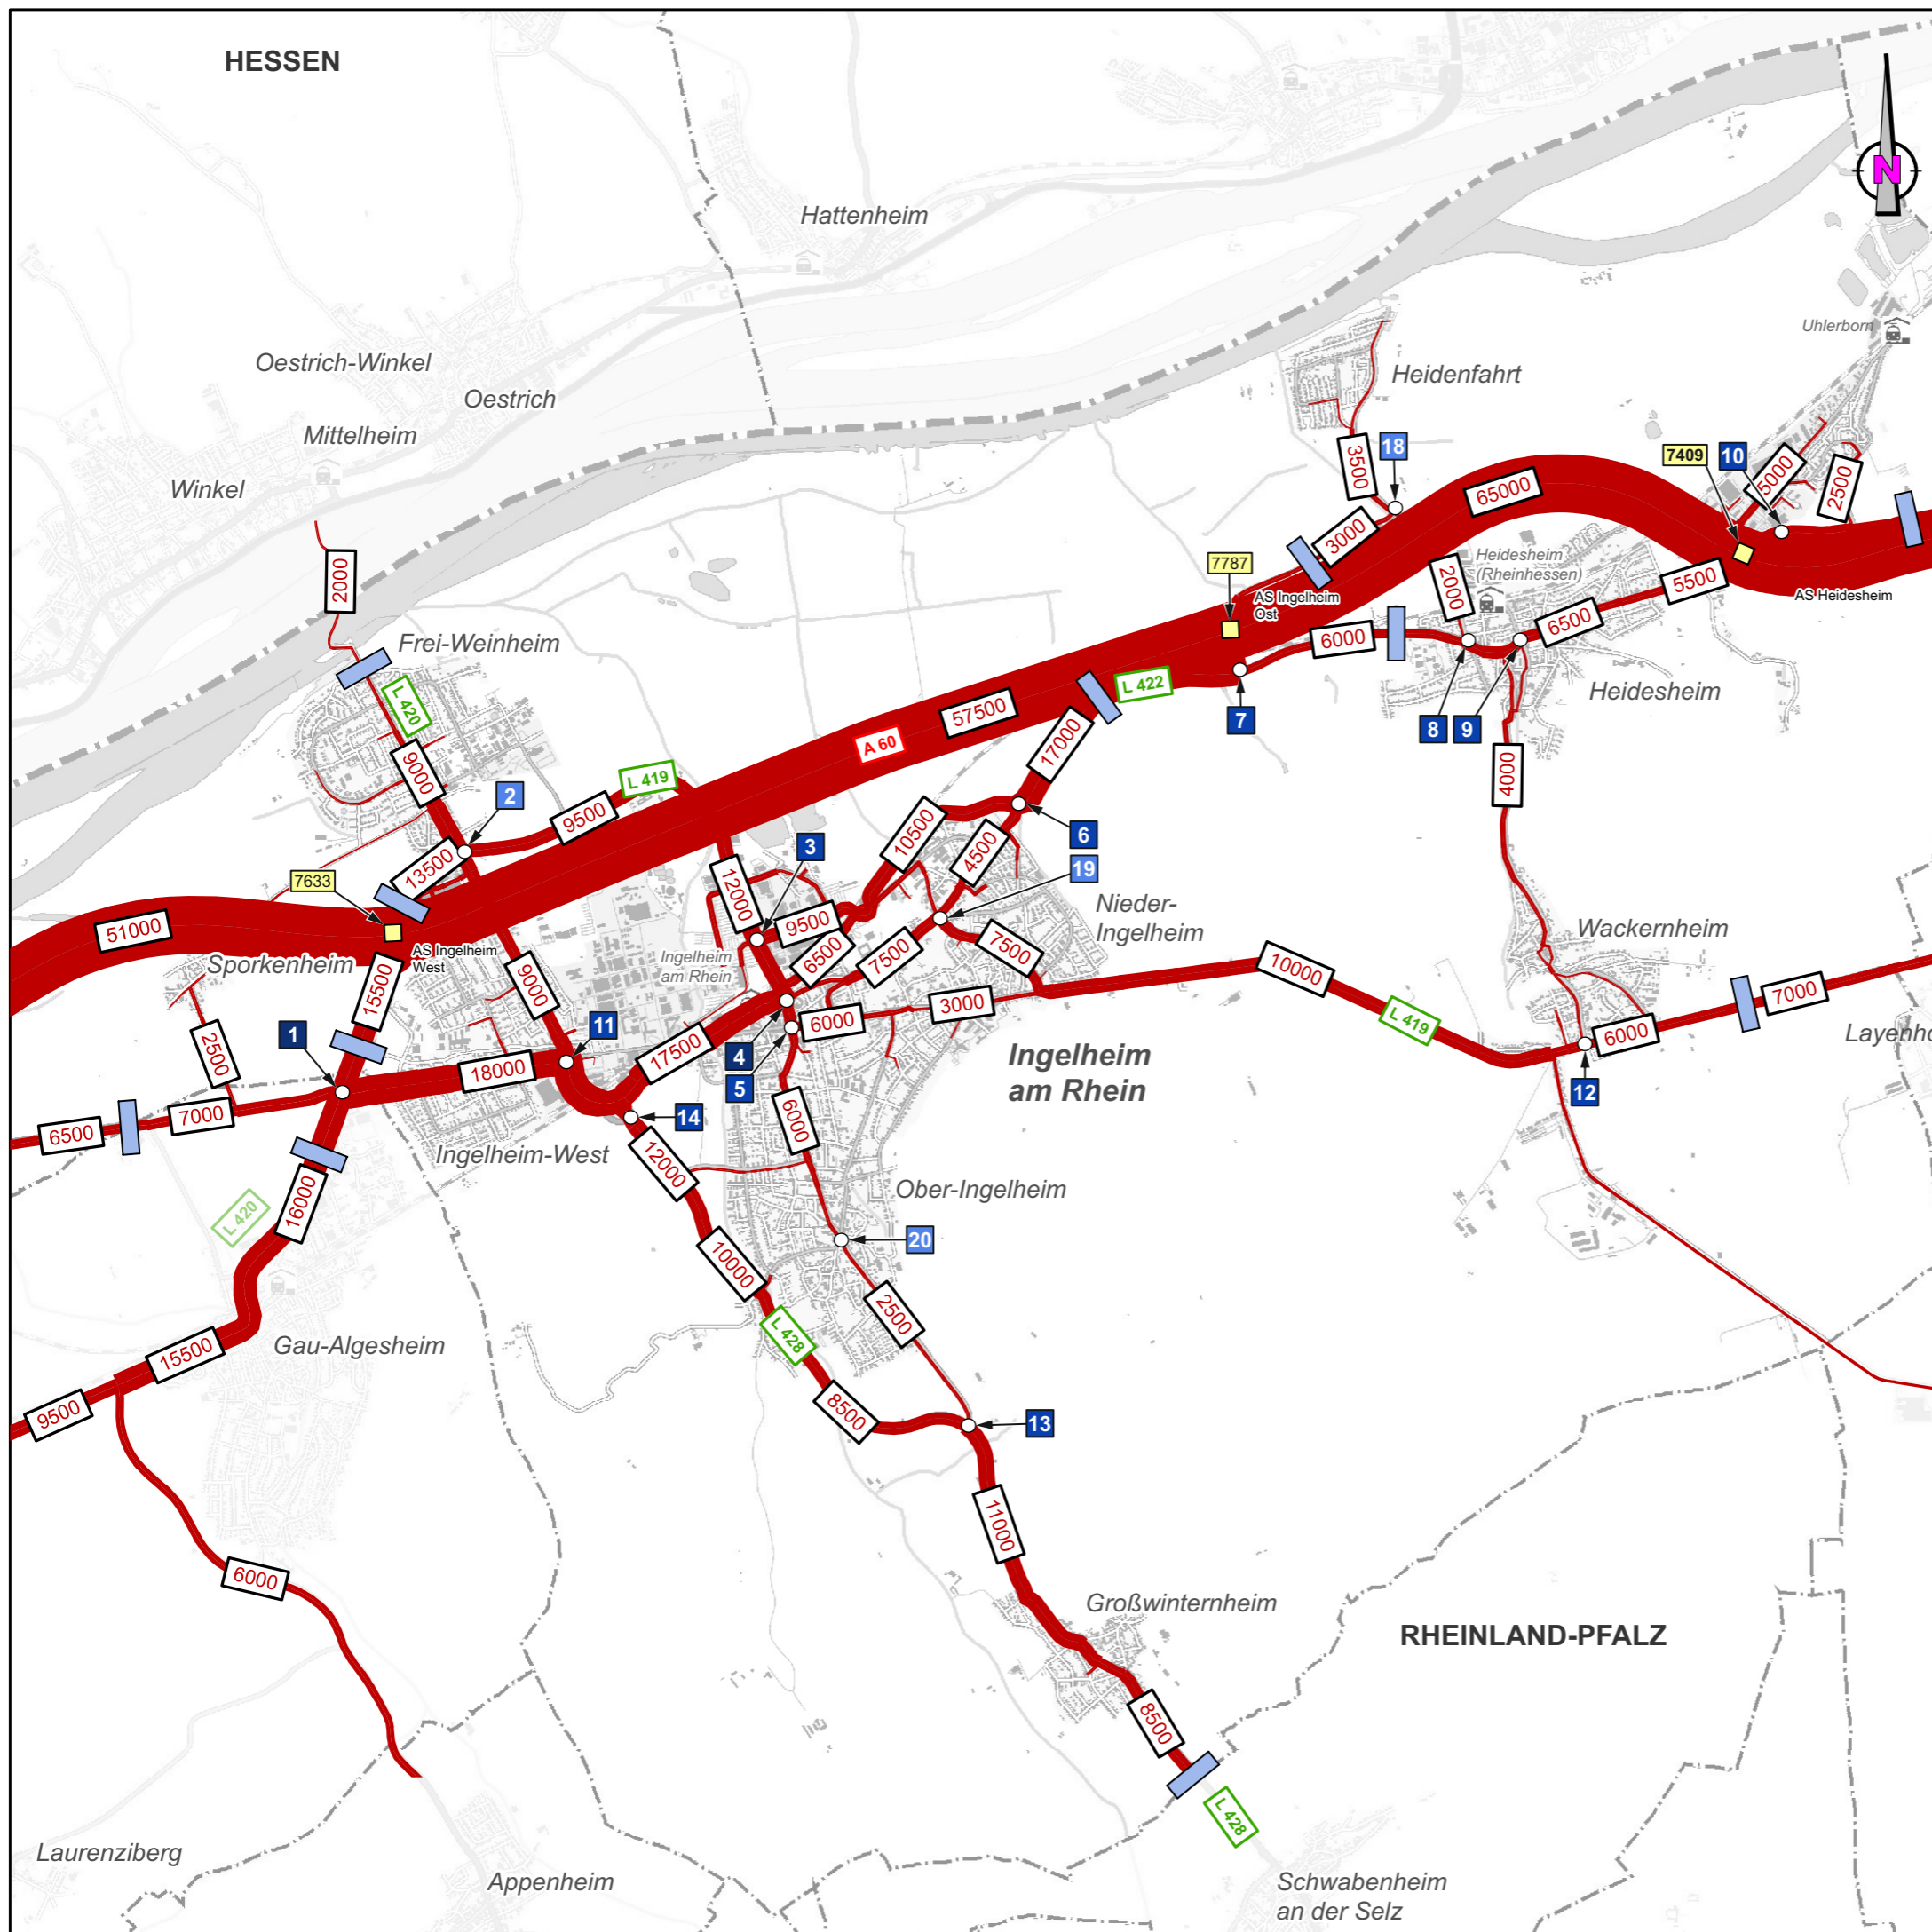 HESSEN
N
Hattenheim
Uhlerborn
Oestrich-Winkel
Heidenfahrt
Oestrich
Mittelheim
Winkel
3500
18
7409
10
5000
2500
65000
3000
2000
Heidesheim
(Rheinhessen)
7787
AS Ingelheim
Ost
2000
5500
AS Heidesheim
6500
6000
Frei-Weinheim
L 420
L 422
Heidesheim
57500
A 60
17000
7
8
9
9000
L 419
4000
2
9500
10500
6
3
4500
13500
19
7633
12000
9500
Nieder-
Ingelheim
51000
Wackernheim
AS Ingelheim
West
Sporkenheim
Ingelheim
am Rhein
6500
7500
7500
10000
15500
9000
7000
3000
6000
L 419
6000
1
11
2500
17500
4
Ingelheim
am Rhein
Layenho
18000
5
12
7000
6500
14
6000
Ingelheim-West
12000
Ober-Ingelheim
16000
L 420
20
10000
2500
15500
Gau-Algesheim
L 428
9500
8500
13
11000
6000
Großwinternheim
RHEINLAND-PFALZ
8500
L 428
Laurenziberg
Appenheim
Schwabenheim
an der Selz